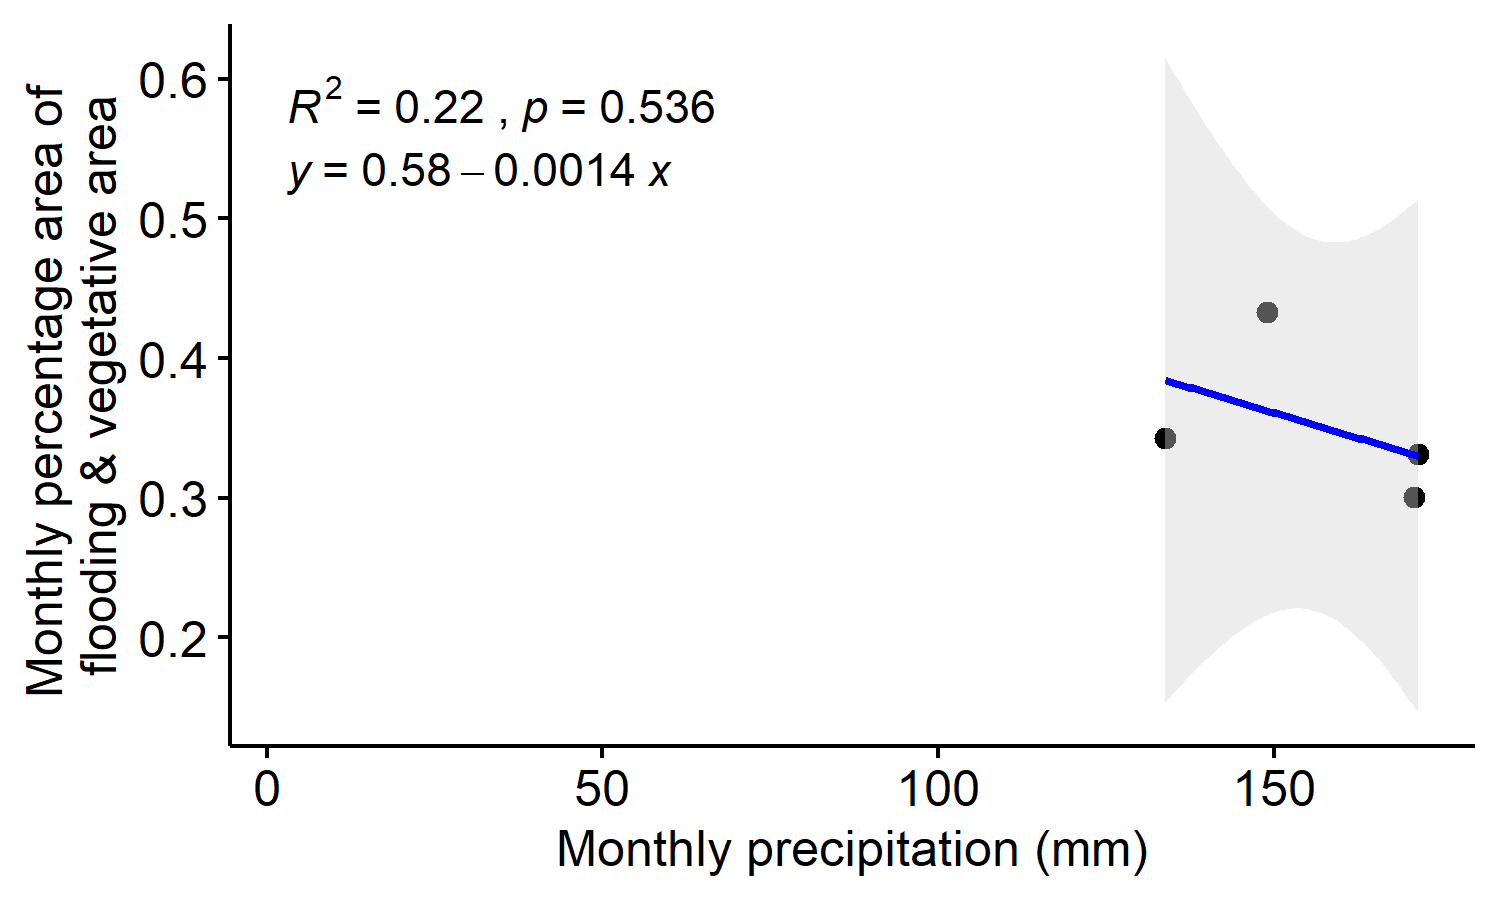 Monthly percentage area of
flooding & vegetative area
0.6
0.5
0.4
0.3
0.2
R² = 0.22 , p = 0.536
y = 0.58 – 0.0014 x
0 50 100 150
Monthly precipitation (mm)